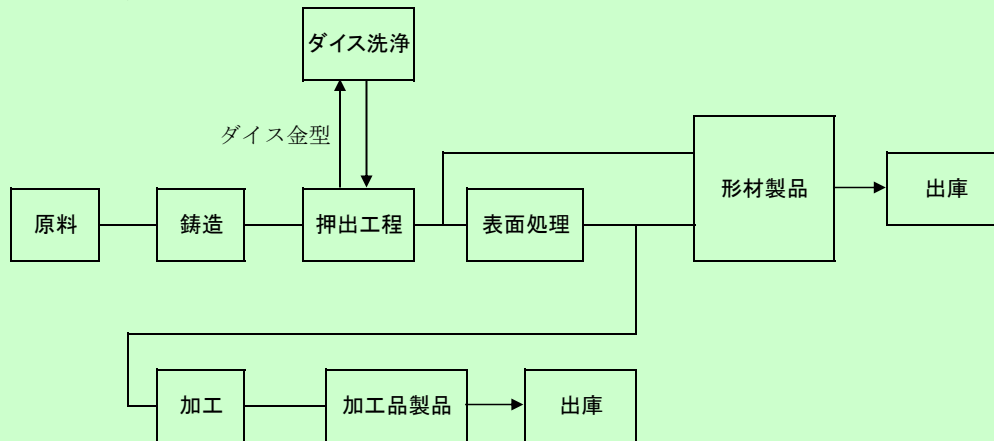 ダイス洗浄
ダイス金型
原料
鋳造
押出工程
表面処理
形材製品
出庫
加工
加工品製品
出庫